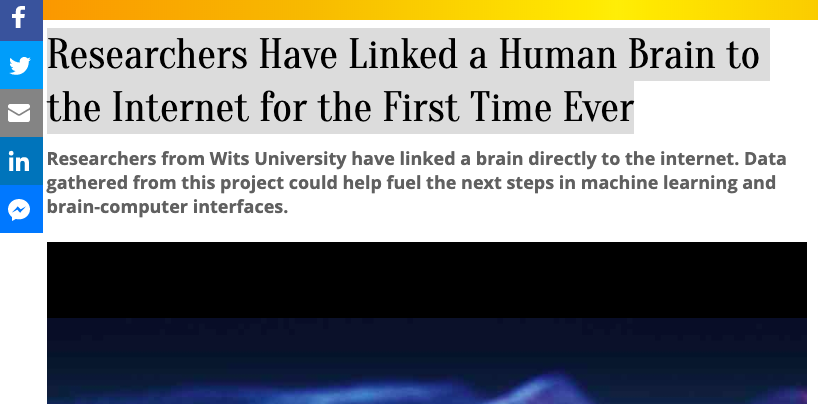 Researchers Have Linked a Human Brain to
the Internet for the First Time Ever
Researchers from Wits University have linked a brain directly to the internet. Data
gathered from this project could help fuel the next steps in machine learning and
brain-computer interfaces.